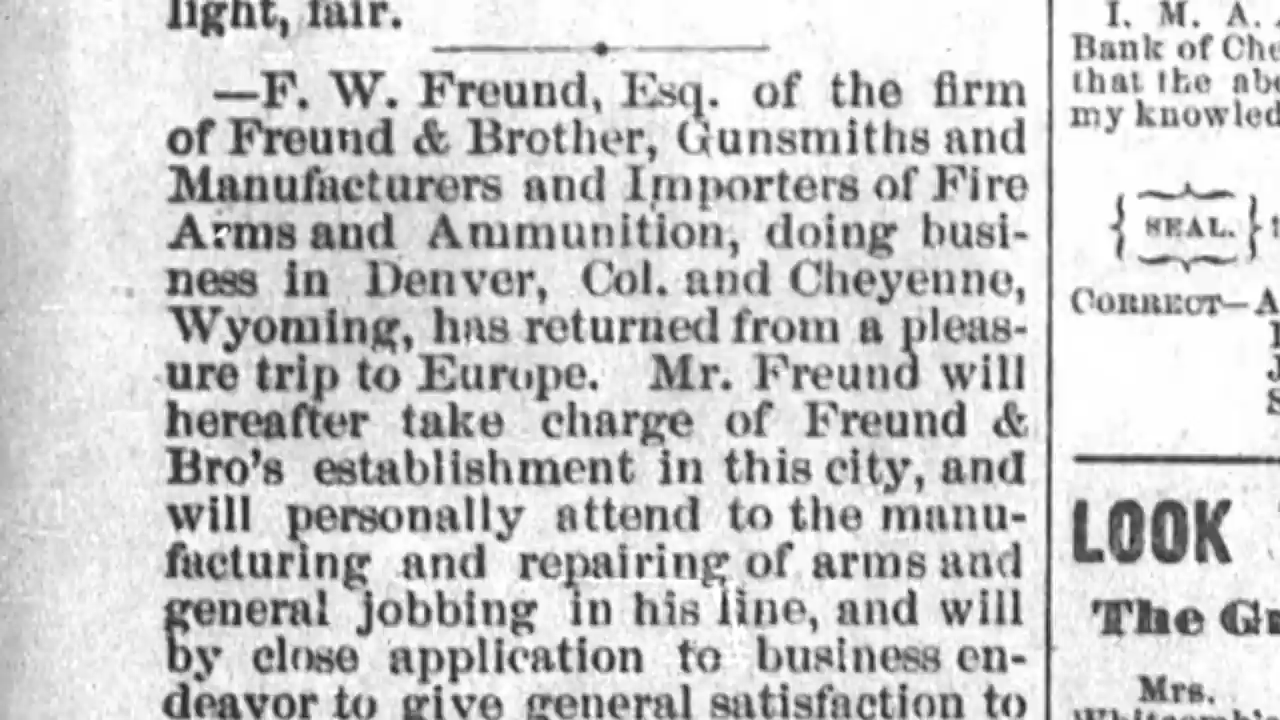 light, fair.
—F. W. Freund, Esq. of the firm
of Freund & Brother, Gunsmiths and
Manufacturers and Importers of Fire
Arms and Ammunition, doing busi-
ness in Denver, Col. and Cheyenne,
Wyoming, has returned from a pleas-
ure trip to Europe. Mr. Freund will
hereafter take charge of Freund &
Bro's establishment in this city, and
will personally attend to the manu-
facturing and repairing of arms and
general jobbing in his line, and will
by close application to business en-
deavor to give general satisfaction to
I. M. A.
Bank of Che
that the abo
my knowled
{ SEAL. }
CORRECT—A
J
S
LOOK
The Gr
Mrs.